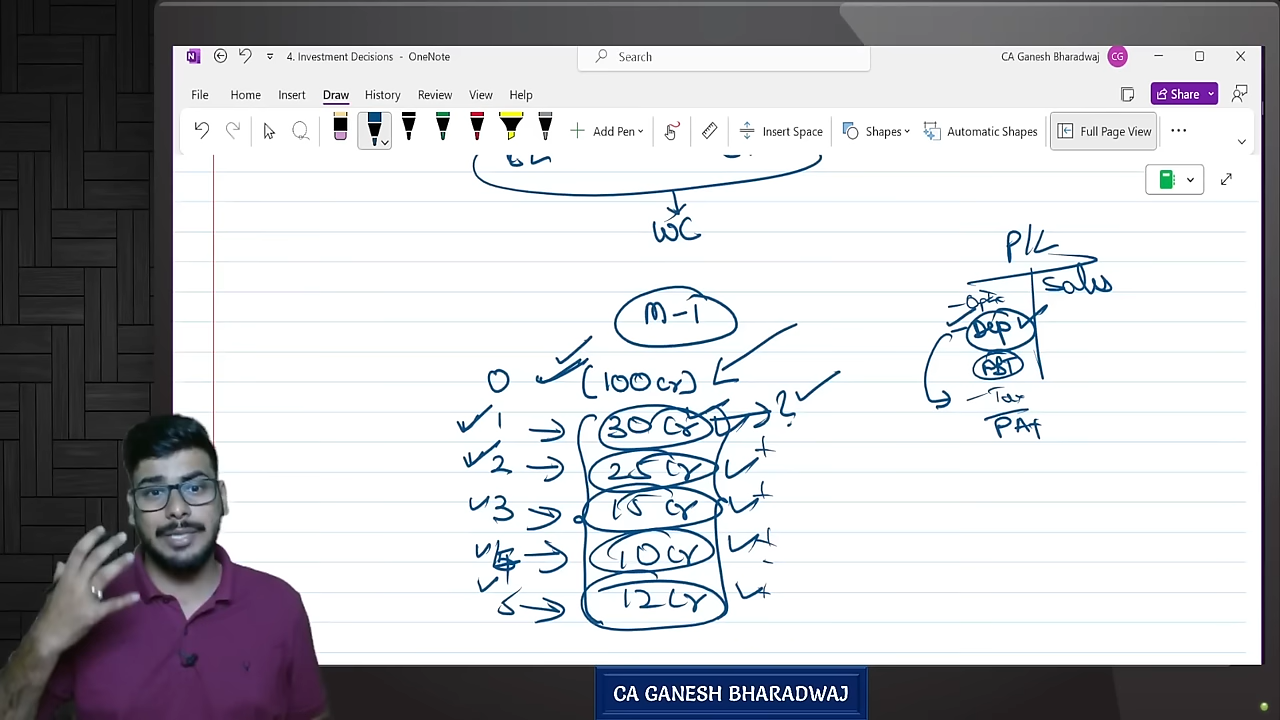 4. Investment Decisions - OneNote
Search
CA Ganesh Bharadwaj
CG
File
Home
Insert
Draw
History
Review
View
Help
Share
Add Pen
Insert Space
Shapes
Automatic Shapes
Full Page View
WC
P/L
Sales
Dep
PBT
- Tax
PAT
M-1
0 (100 cr)
1 → 30 Cr → ?
2 → 25 Cr +
3 → 15 Cr +
4 → 10 Cr +
5 → 12 Cr +
CA GANESH BHARADWAJ